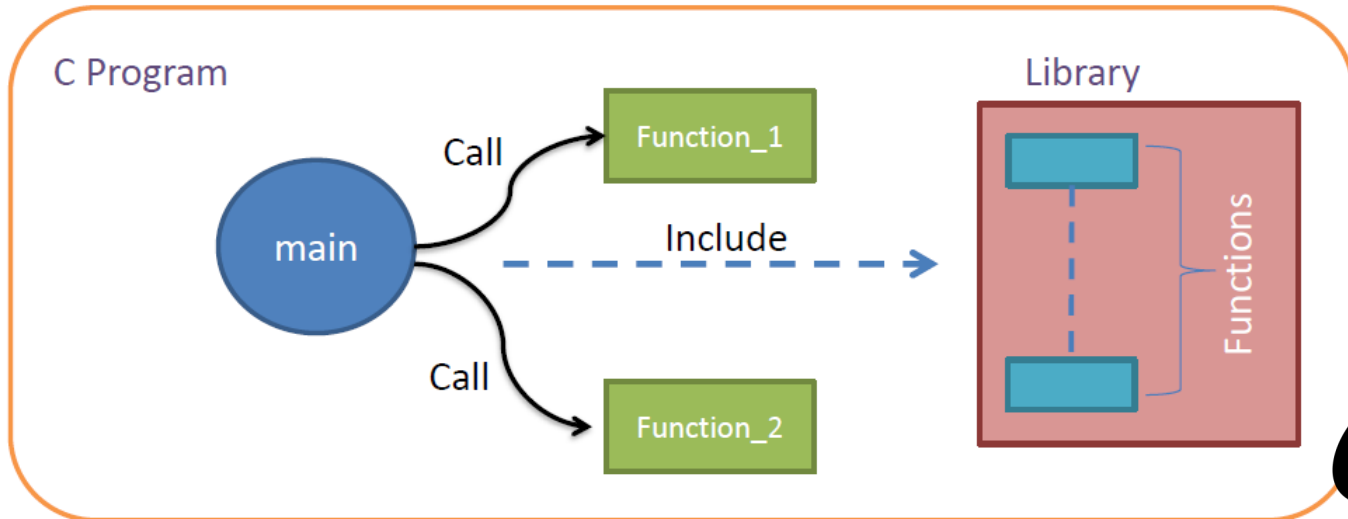 C Program
Library
Function_1
Call
main
Include
Functions
Call
Function_2